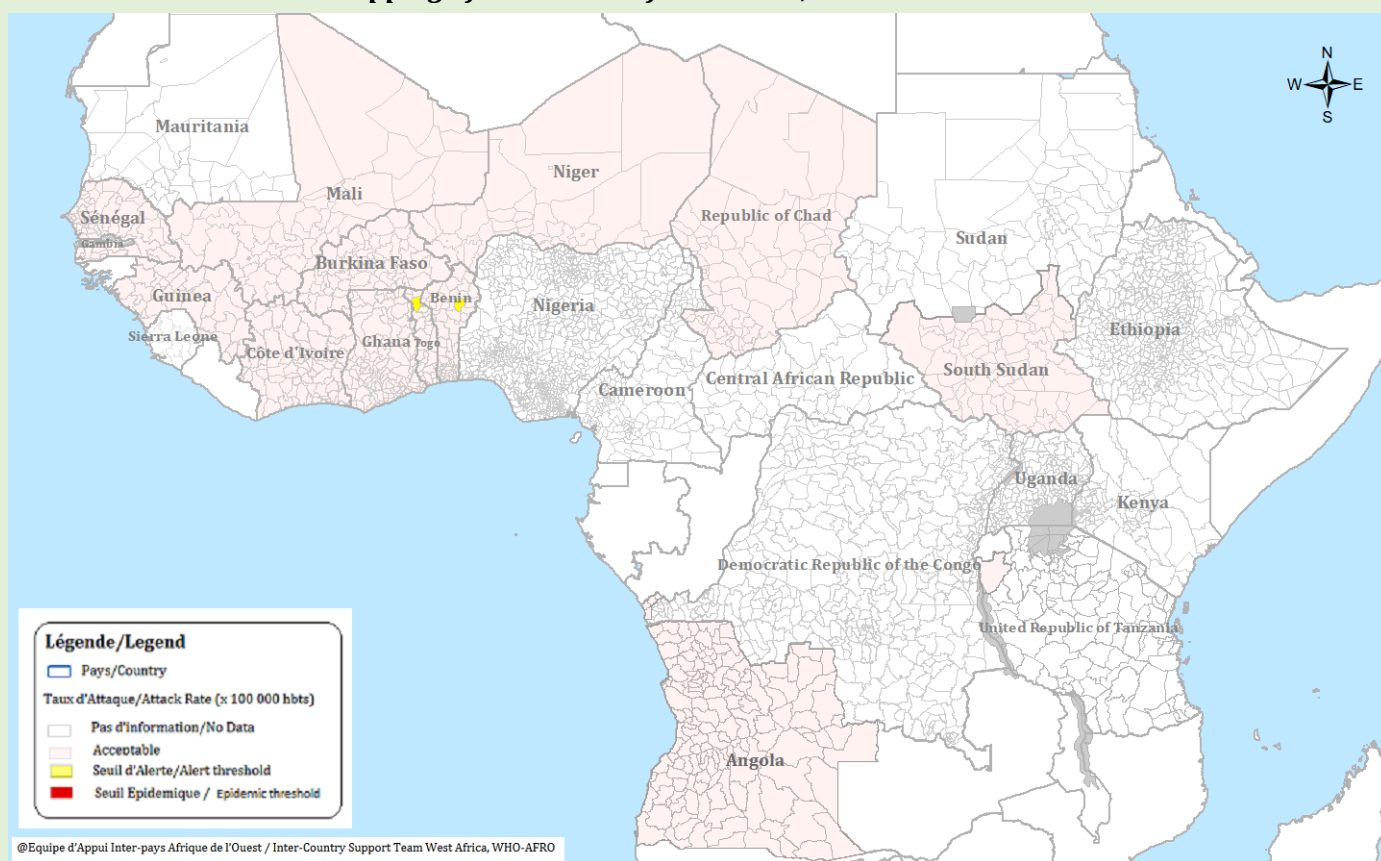 N
W E
S
Mauritania
Mali
Niger
Republic of Chad
Sénégal
Gambia
Sudan
Burkina Faso
Guinea
Benin
Nigeria
Ethiopia
Sierra Leone
Côte d'Ivoire
Ghana
Togo
South Sudan
Cameroon
Central African Republic
Uganda
Kenya
Democratic Republic of the Congo
United Republic of Tanzania
Angola
Légende/Legend
Pays/Country
Taux d'Attaque/Attack Rate (x 100 000 hbts)
Pas d'information/No Data
Acceptable
Seuil d'Alerte/Alert threshold
Seuil Epidemique / Epidemic threshold
@Equipe d'Appui Inter-pays Afrique de l'Ouest / Inter-Country Support Team West Africa, WHO-AFRO